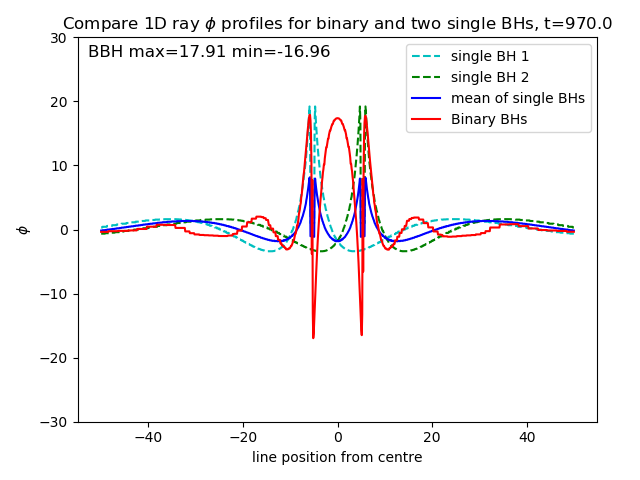 Compare 1D ray ϕ profiles for binary and two single BHs, t=970.0
BBH max=17.91 min=-16.96
single BH 1
single BH 2
mean of single BHs
Binary BHs
30
20
10
0
−10
−20
−30
ϕ
−40
−20
0
20
40
line position from centre